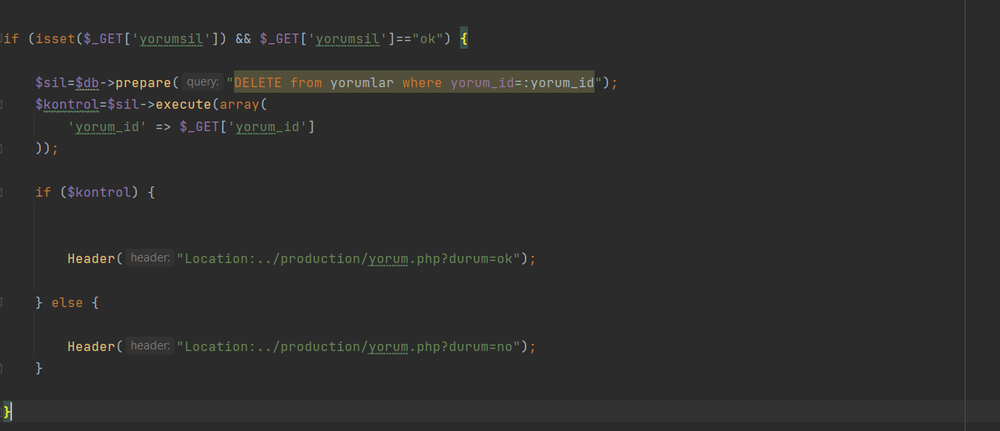 if (isset($_GET['yorumsil']) && $_GET['yorumsil']=="ok") {
$sil=$db->prepare( query: "DELETE from yorumlar where yorum_id=:yorum_id");
$kontrol=$sil->execute(array(
'yorum_id' => $_GET['yorum_id']
));
if ($kontrol) {
Header( header: "Location:../production/yorum.php?durum=ok");
} else {
Header( header: "Location:../production/yorum.php?durum=no");
}
}